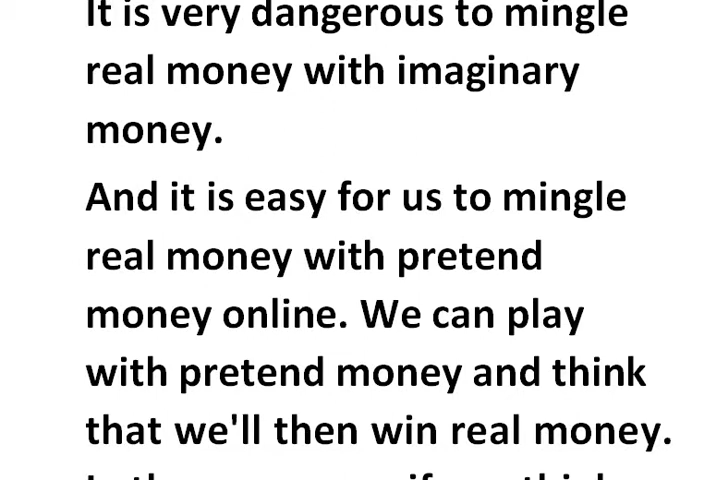 It is very dangerous to mingle
real money with imaginary
money.
And it is easy for us to mingle
real money with pretend
money online. We can play
with pretend money and think
that we'll then win real money.